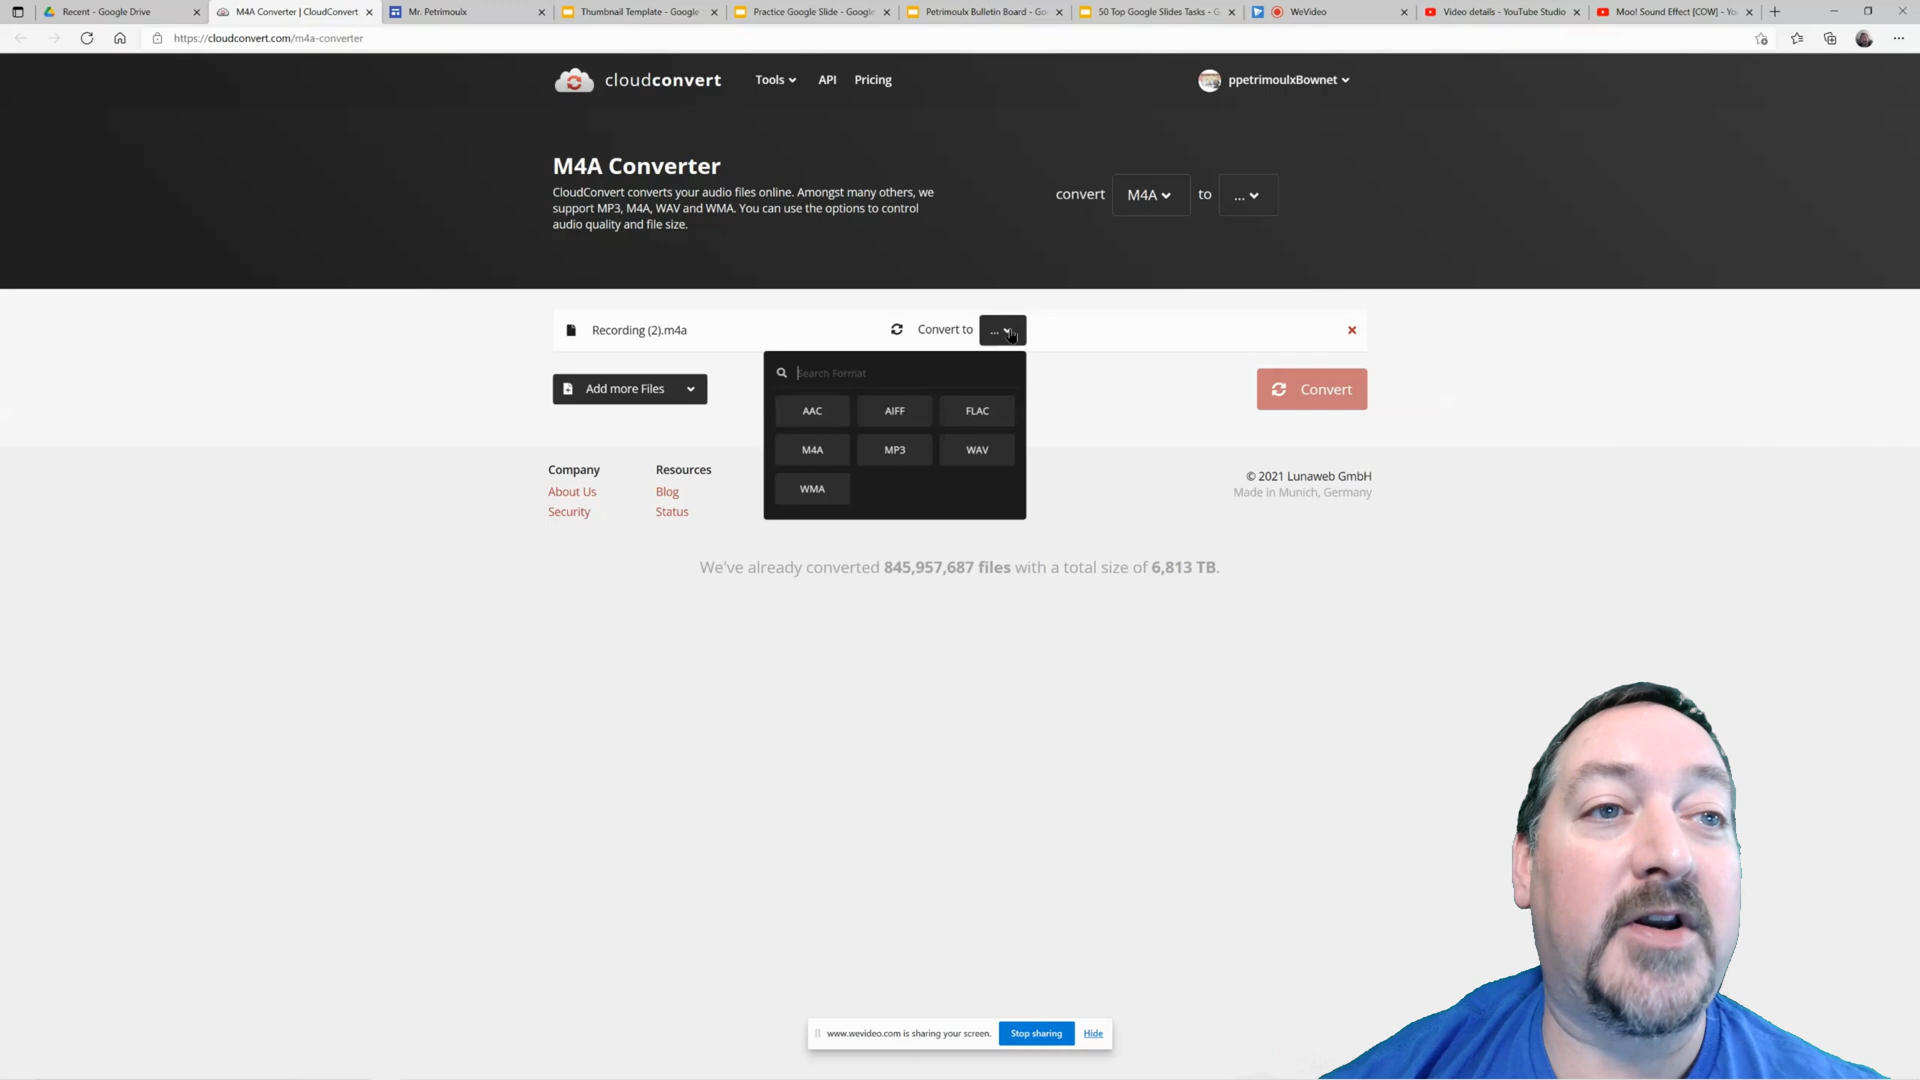 Recent - Google Drive
M4A Converter | CloudConvert
Mr. Petrimoulx
Thumbnail Template - Google
Practice Google Slide - Google
Petrimoulx Bulletin Board - Go
50 Top Google Slides Tasks - G
WeVideo
Video details - YouTube Studio
Moo! Sound Effect [COW] - Yo
https://cloudconvert.com/m4a-converter
cloudconvert
Tools
API
Pricing
ppetrimoulxBownet
M4A Converter
CloudConvert converts your audio files online. Amongst many others, we
support MP3, M4A, WAV and WMA. You can use the options to control
audio quality and file size.
convert M4A to ...
Recording (2).m4a
Convert to ...
Search Format
AAC AIFF FLAC
M4A MP3 WAV
WMA
Add more Files
Convert
Company
About Us
Security
Resources
Blog
Status
© 2021 Lunaweb GmbH
Made in Munich, Germany
We've already converted 845,957,687 files with a total size of 6,813 TB.
www.wevideo.com is sharing your screen.
Stop sharing
Hide